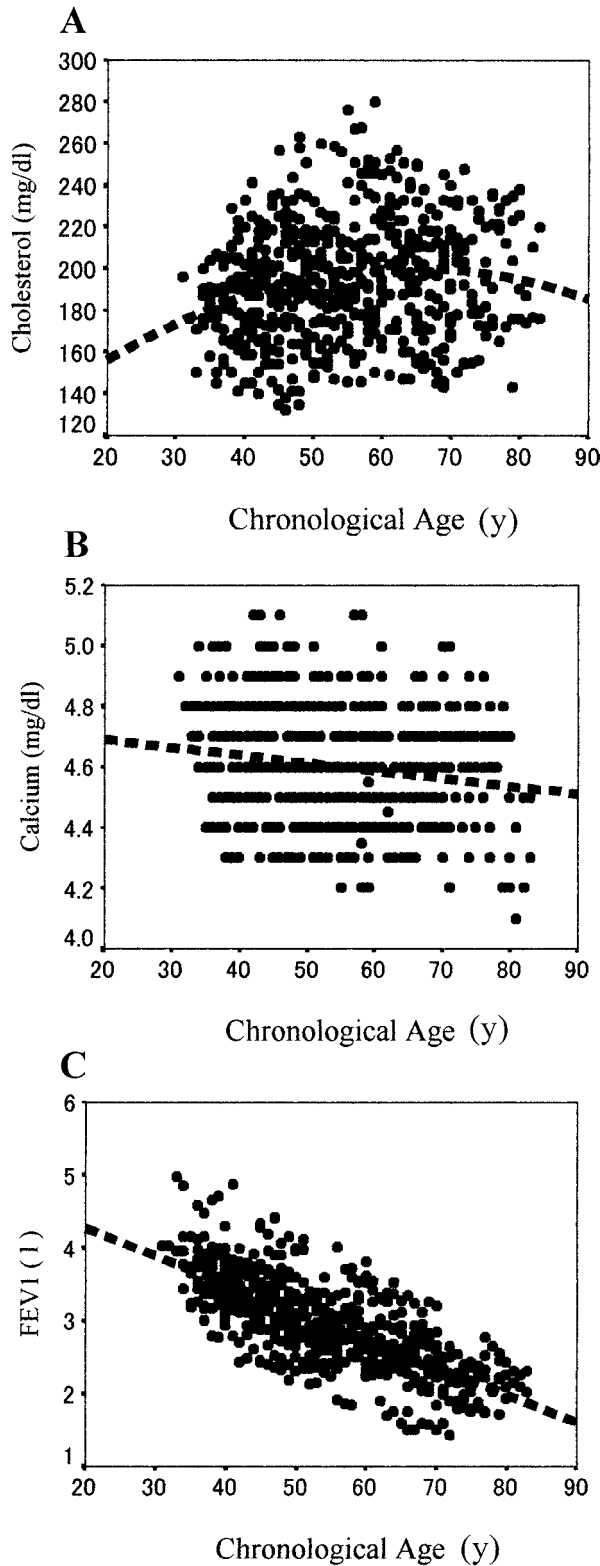 A
300
280
260
240
220
200
180
160
140
120
Cholesterol (mg/dl)
20 30 40 50 60 70 80 90
Chronological Age (y)
B
5.2
5.0
4.8
4.6
4.4
4.2
4.0
Calcium (mg/dl)
20 30 40 50 60 70 80 90
Chronological Age (y)
C
6
5
4
3
2
1
FEV1 (1)
20 30 40 50 60 70 80 90
Chronological Age (y)